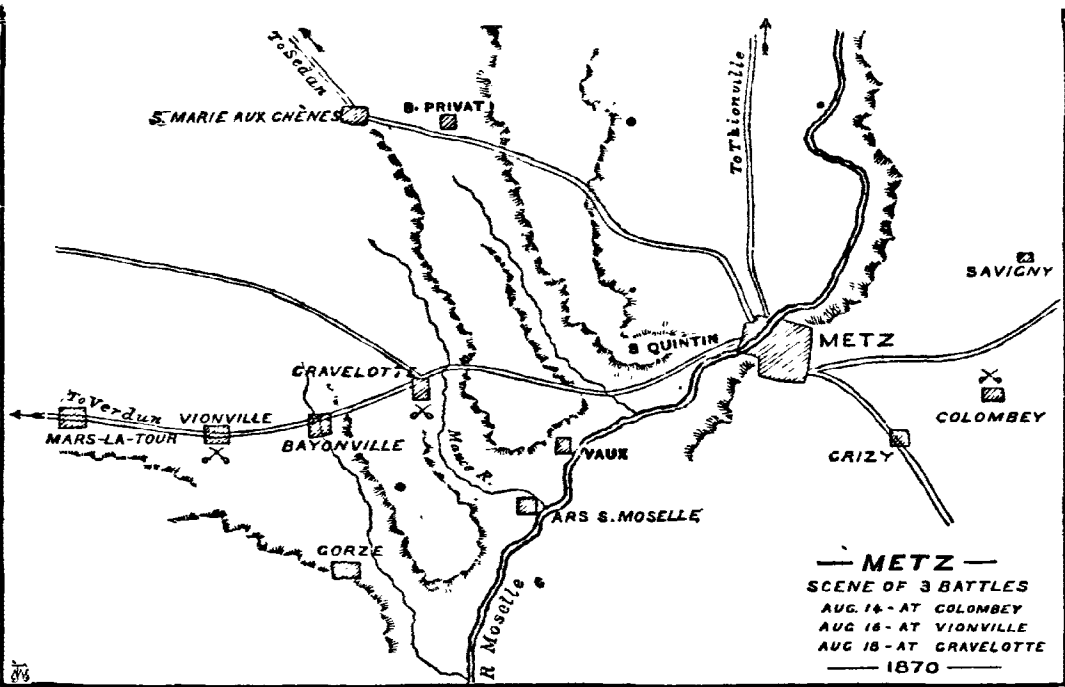 To Sedan
S. MARIE AUX CHÈNES
B. PRIVAT
To Thionville
SAVIGNY
METZ
S QUINTIN
GRAVELOTTE
COLOMBEY
To Verdun
VIONVILLE
MARS-LA-TOUR
BAYONVILLE
Mance R.
VAUX
GRIZY
ARS S. MOSELLE
GORZE
R Moselle
— METZ —
SCENE OF 3 BATTLES
AUG. 14 - AT COLOMBEY
AUG 16 - AT VIONVILLE
AUG 18 - AT GRAVELOTTE
— 1870 —